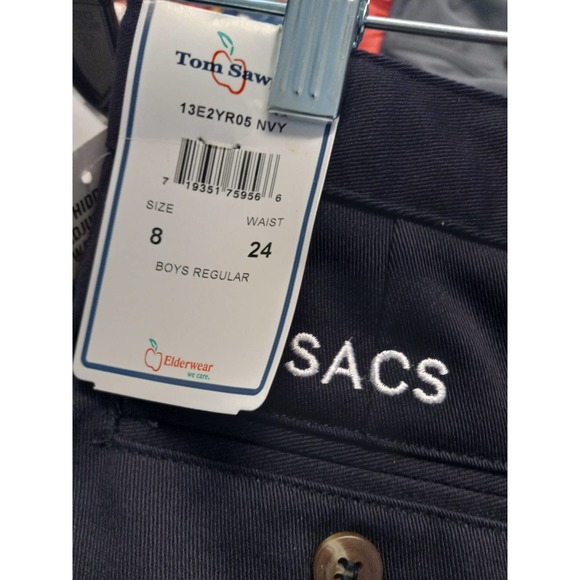 Tom Saw
13E2YR05 NVY
7 19351 75956 6
SIZE WAIST
8 24
BOYS REGULAR
Elderwear
we care.
SACS